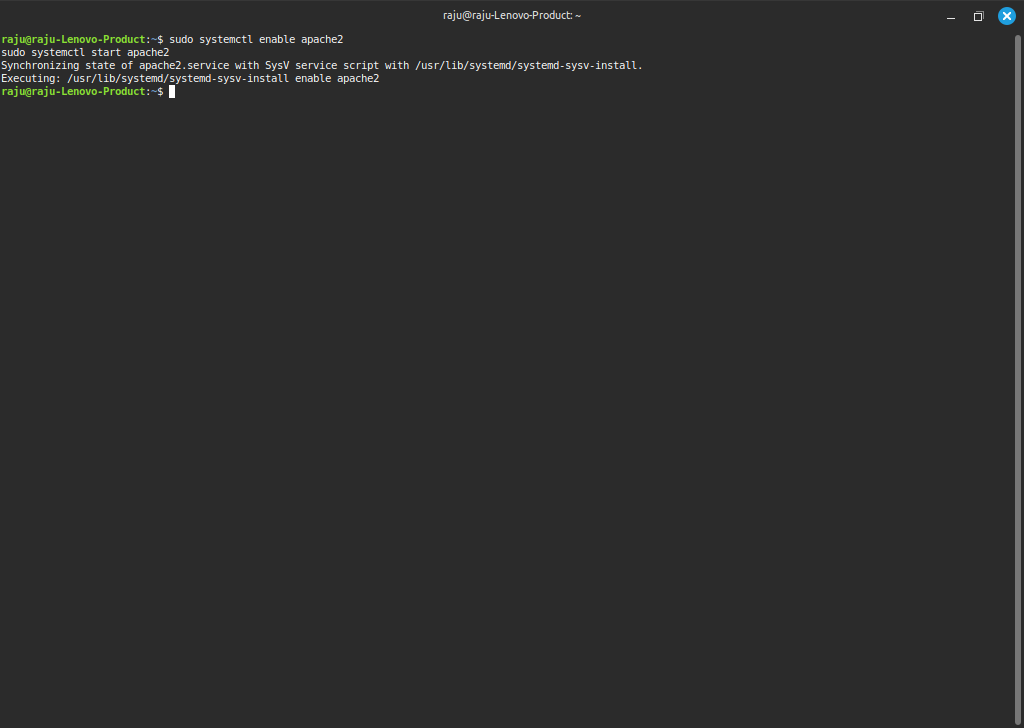 raju@raju-Lenovo-Product: ~
raju@raju-Lenovo-Product:~$ sudo systemctl enable apache2
sudo systemctl start apache2
Synchronizing state of apache2.service with SysV service script with /usr/lib/systemd/systemd-sysv-install.
Executing: /usr/lib/systemd/systemd-sysv-install enable apache2
raju@raju-Lenovo-Product:~$